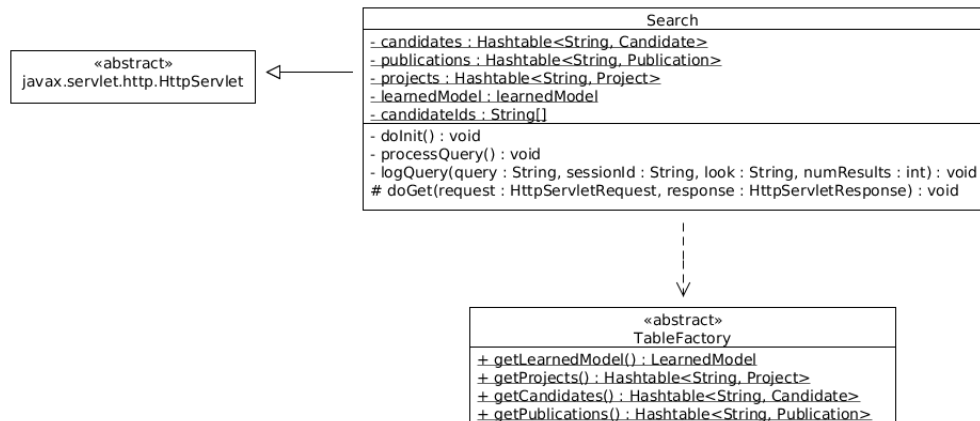 Search
- candidates : Hashtable<String, Candidate>
- publications : Hashtable<String, Publication>
- projects : Hashtable<String, Project>
- learnedModel : learnedModel
- candidateIds : String[]
- doInit() : void
- processQuery() : void
- logQuery(query : String, sessionId : String, look : String, numResults : int) : void
# doGet(request : HttpServletRequest, response : HttpServletResponse) : void
«abstract»
javax.servlet.http.HttpServlet
«abstract»
TableFactory
+ getLearnedModel() : LearnedModel
+ getProjects() : Hashtable<String, Project>
+ getCandidates() : Hashtable<String, Candidate>
+ getPublications() : Hashtable<String, Publication>